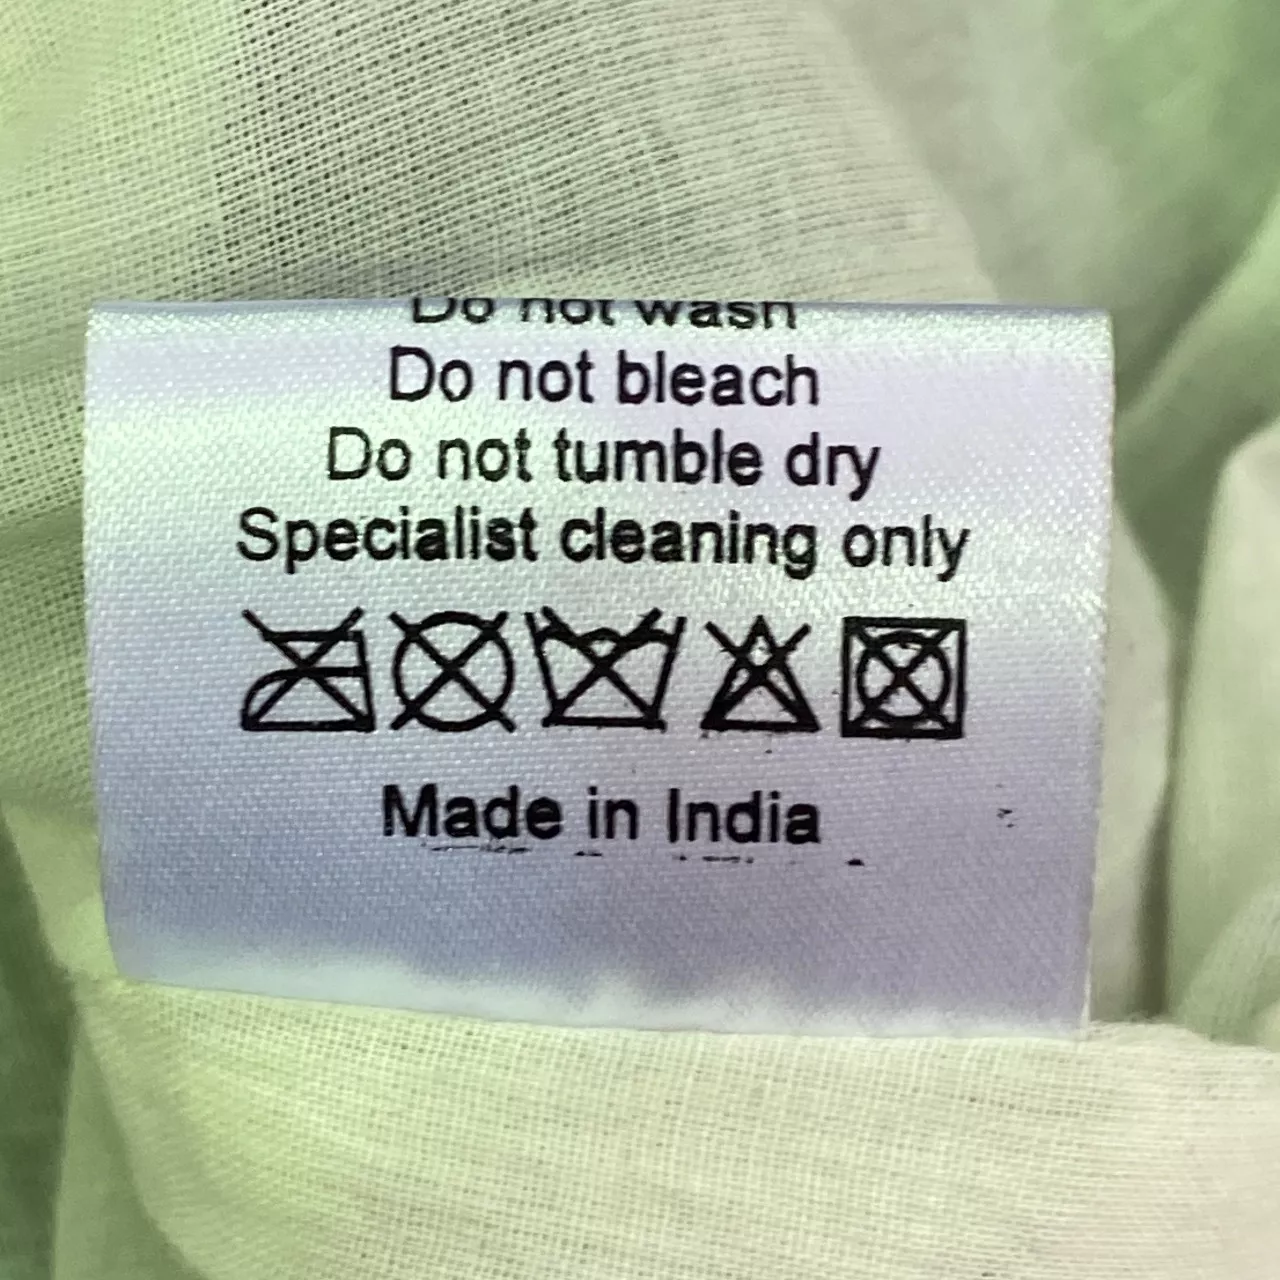 Do not wash
Do not bleach
Do not tumble dry
Specialist cleaning only
Made in India